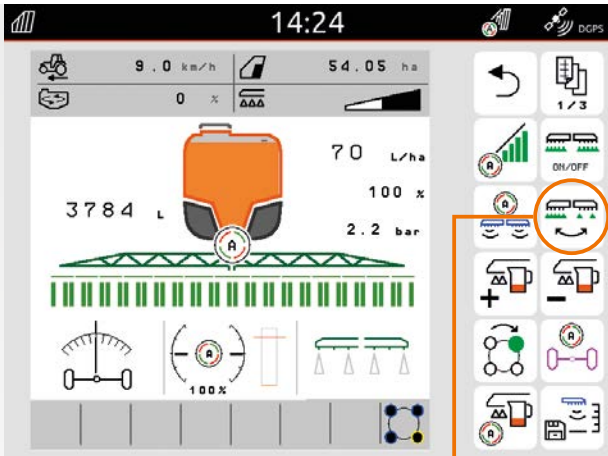 14:24
A
DGPS
9.0 km/h
54.05 ha
0 %
1/3
70 L/ha
A
ON/OFF
100 %
3784 L
2.2 bar
A
A
A
100%
A
A